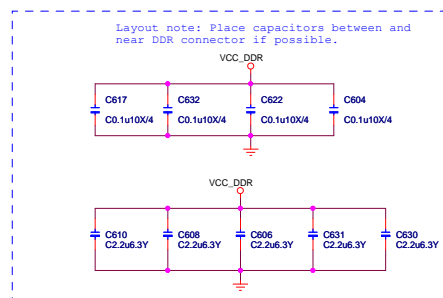 Layout note: Place capacitors between and
near DDR connector if possible.
VCC_DDR
C617 C632 C622 C604
C0.1u10X/4 C0.1u10X/4 C0.1u10X/4 C0.1u10X/4
VCC_DDR
C610 C608 C606 C631 C630
C2.2u6.3Y C2.2u6.3Y C2.2u6.3Y C2.2u6.3Y C2.2u6.3Y